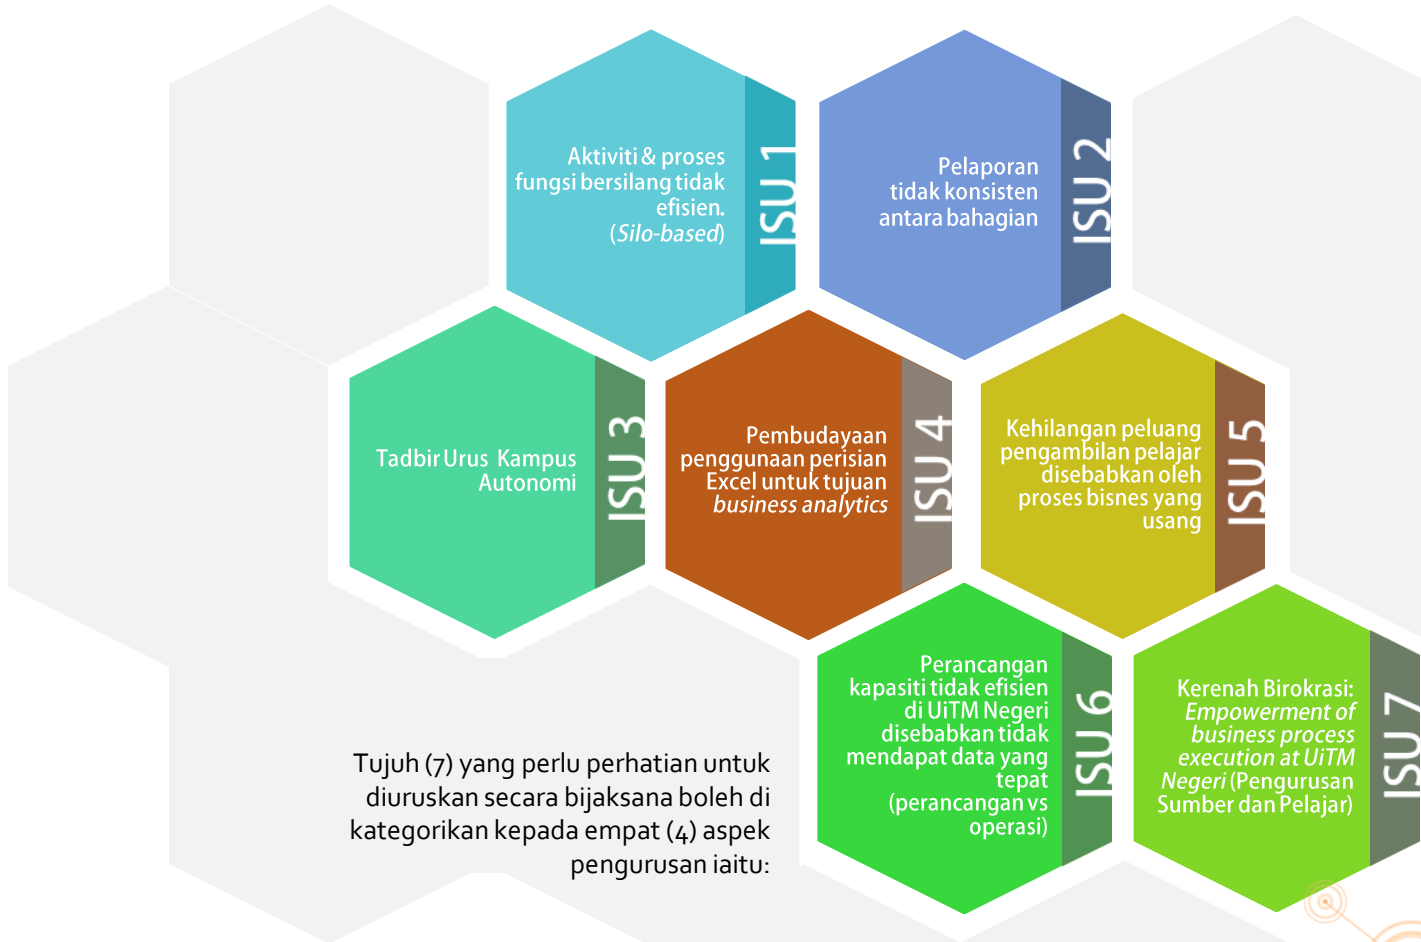 Aktiviti & proses
fungsi bersilang tidak
efisien.
(Silo-based)
ISU 1
Pelaporan
tidak konsisten
antara bahagian
ISU 2
Tadbir Urus Kampus
Autonomi
ISU 3
Pembudayaan
penggunaan perisian
Excel untuk tujuan
business analytics
ISU 4
Kehilangan peluang
pengambilan pelajar
disebabkan oleh
proses bisnes yang
usang
ISU 5
Perancangan
kapasiti tidak efisien
di UiTM Negeri
disebabkan tidak
mendapat data yang
tepat
(perancangan vs
operasi)
ISU 6
Kerenah Birokrasi:
Empowerment of
business process
execution at UiTM
Negeri (Pengurusan
Sumber dan Pelajar)
ISU 7
Tujuh (7) yang perlu perhatian untuk
diuruskan secara bijaksana boleh di
kategorikan kepada empat (4) aspek
pengurusan iaitu: